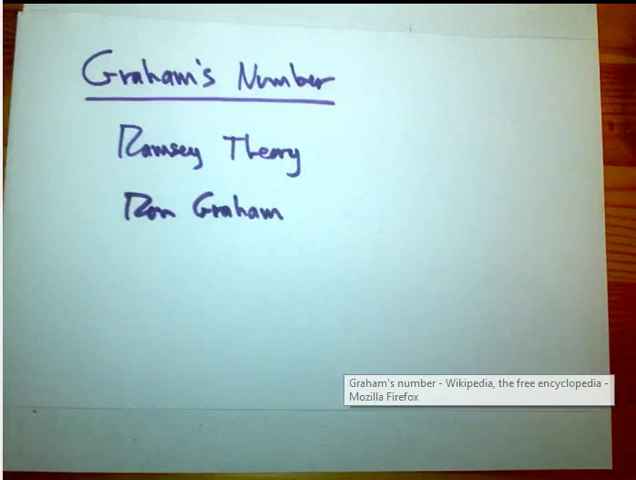 Graham's Number
Ramsey Theory
Ron Graham
Graham's number - Wikipedia, the free encyclopedia -
Mozilla Firefox